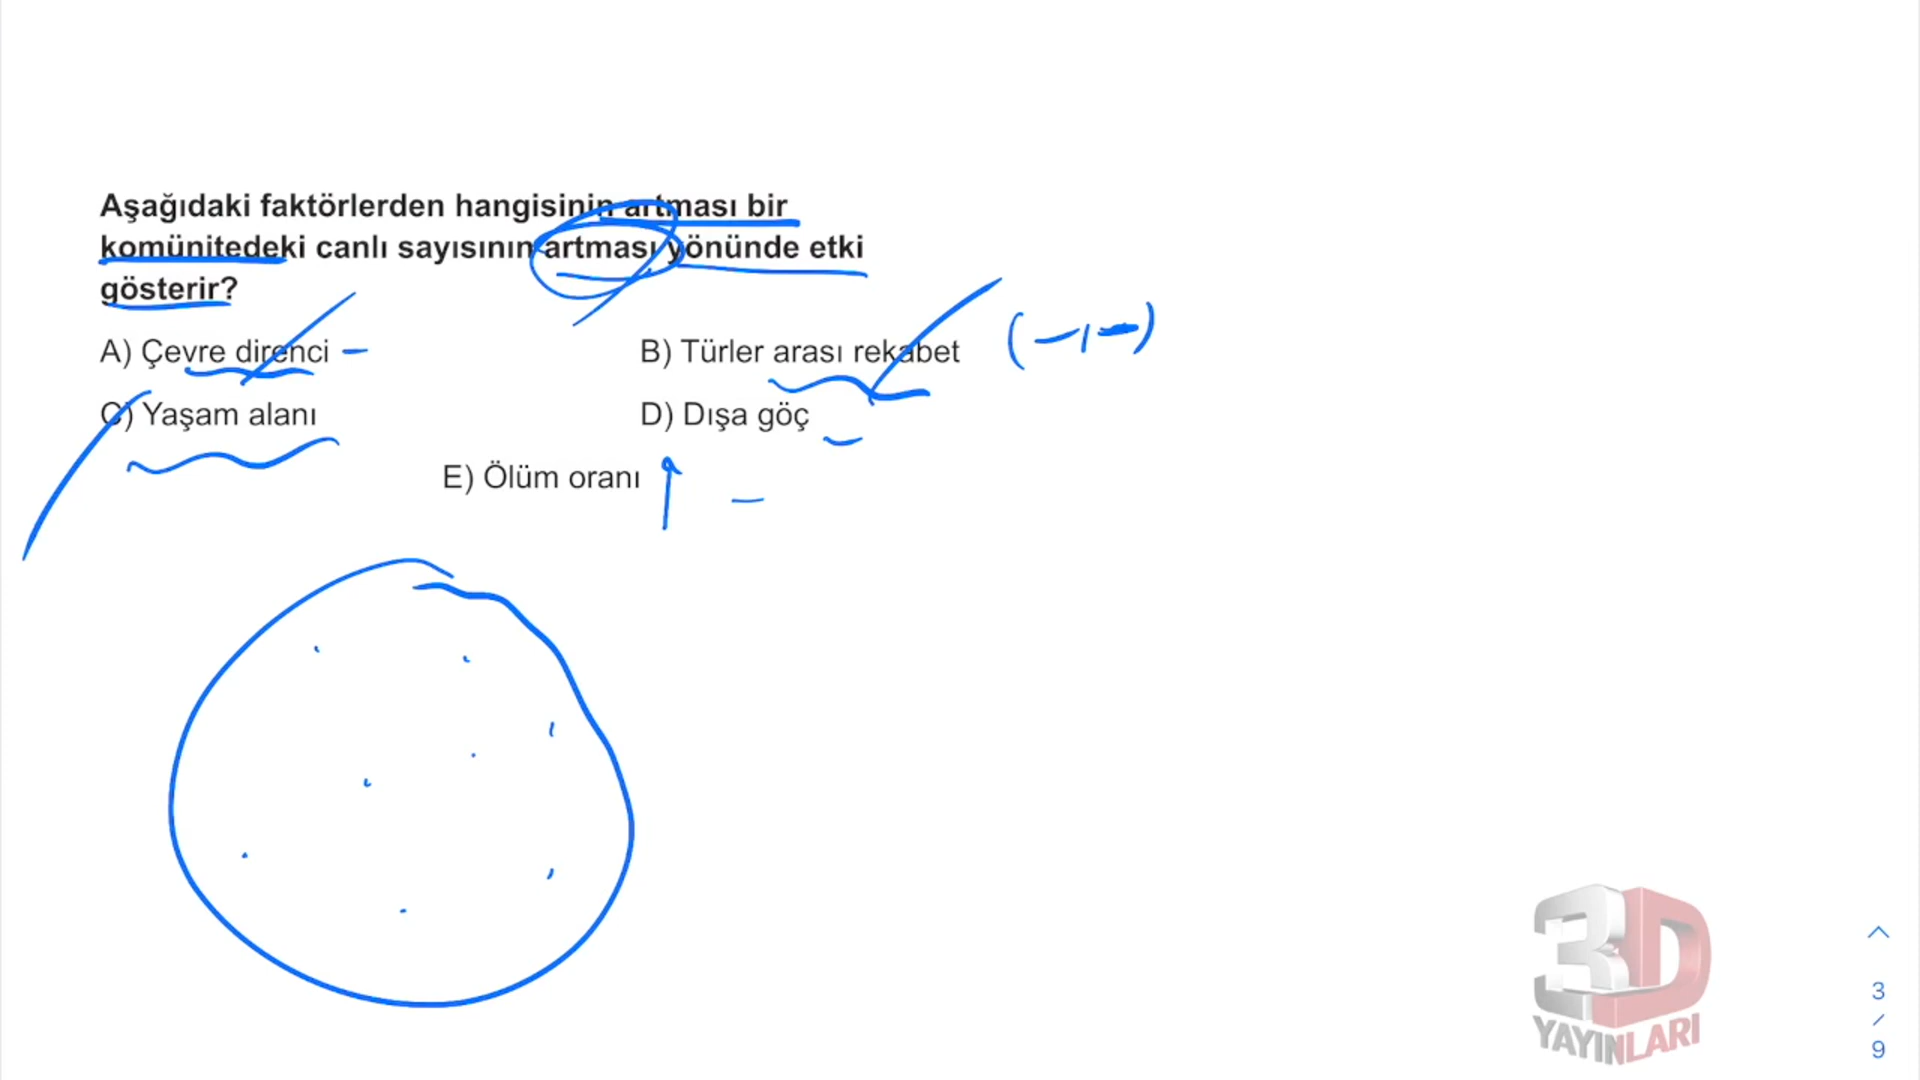 Aşağıdaki faktörlerden hangisinin artması bir
komünitedeki canlı sayısının artması yönünde etki
gösterir?
A) Çevre direnci –
B) Türler arası rekabet (-,-)
C) Yaşam alanı
D) Dışa göç –
E) Ölüm oranı ↑ –
3D
YAYINLARI
3
/
9